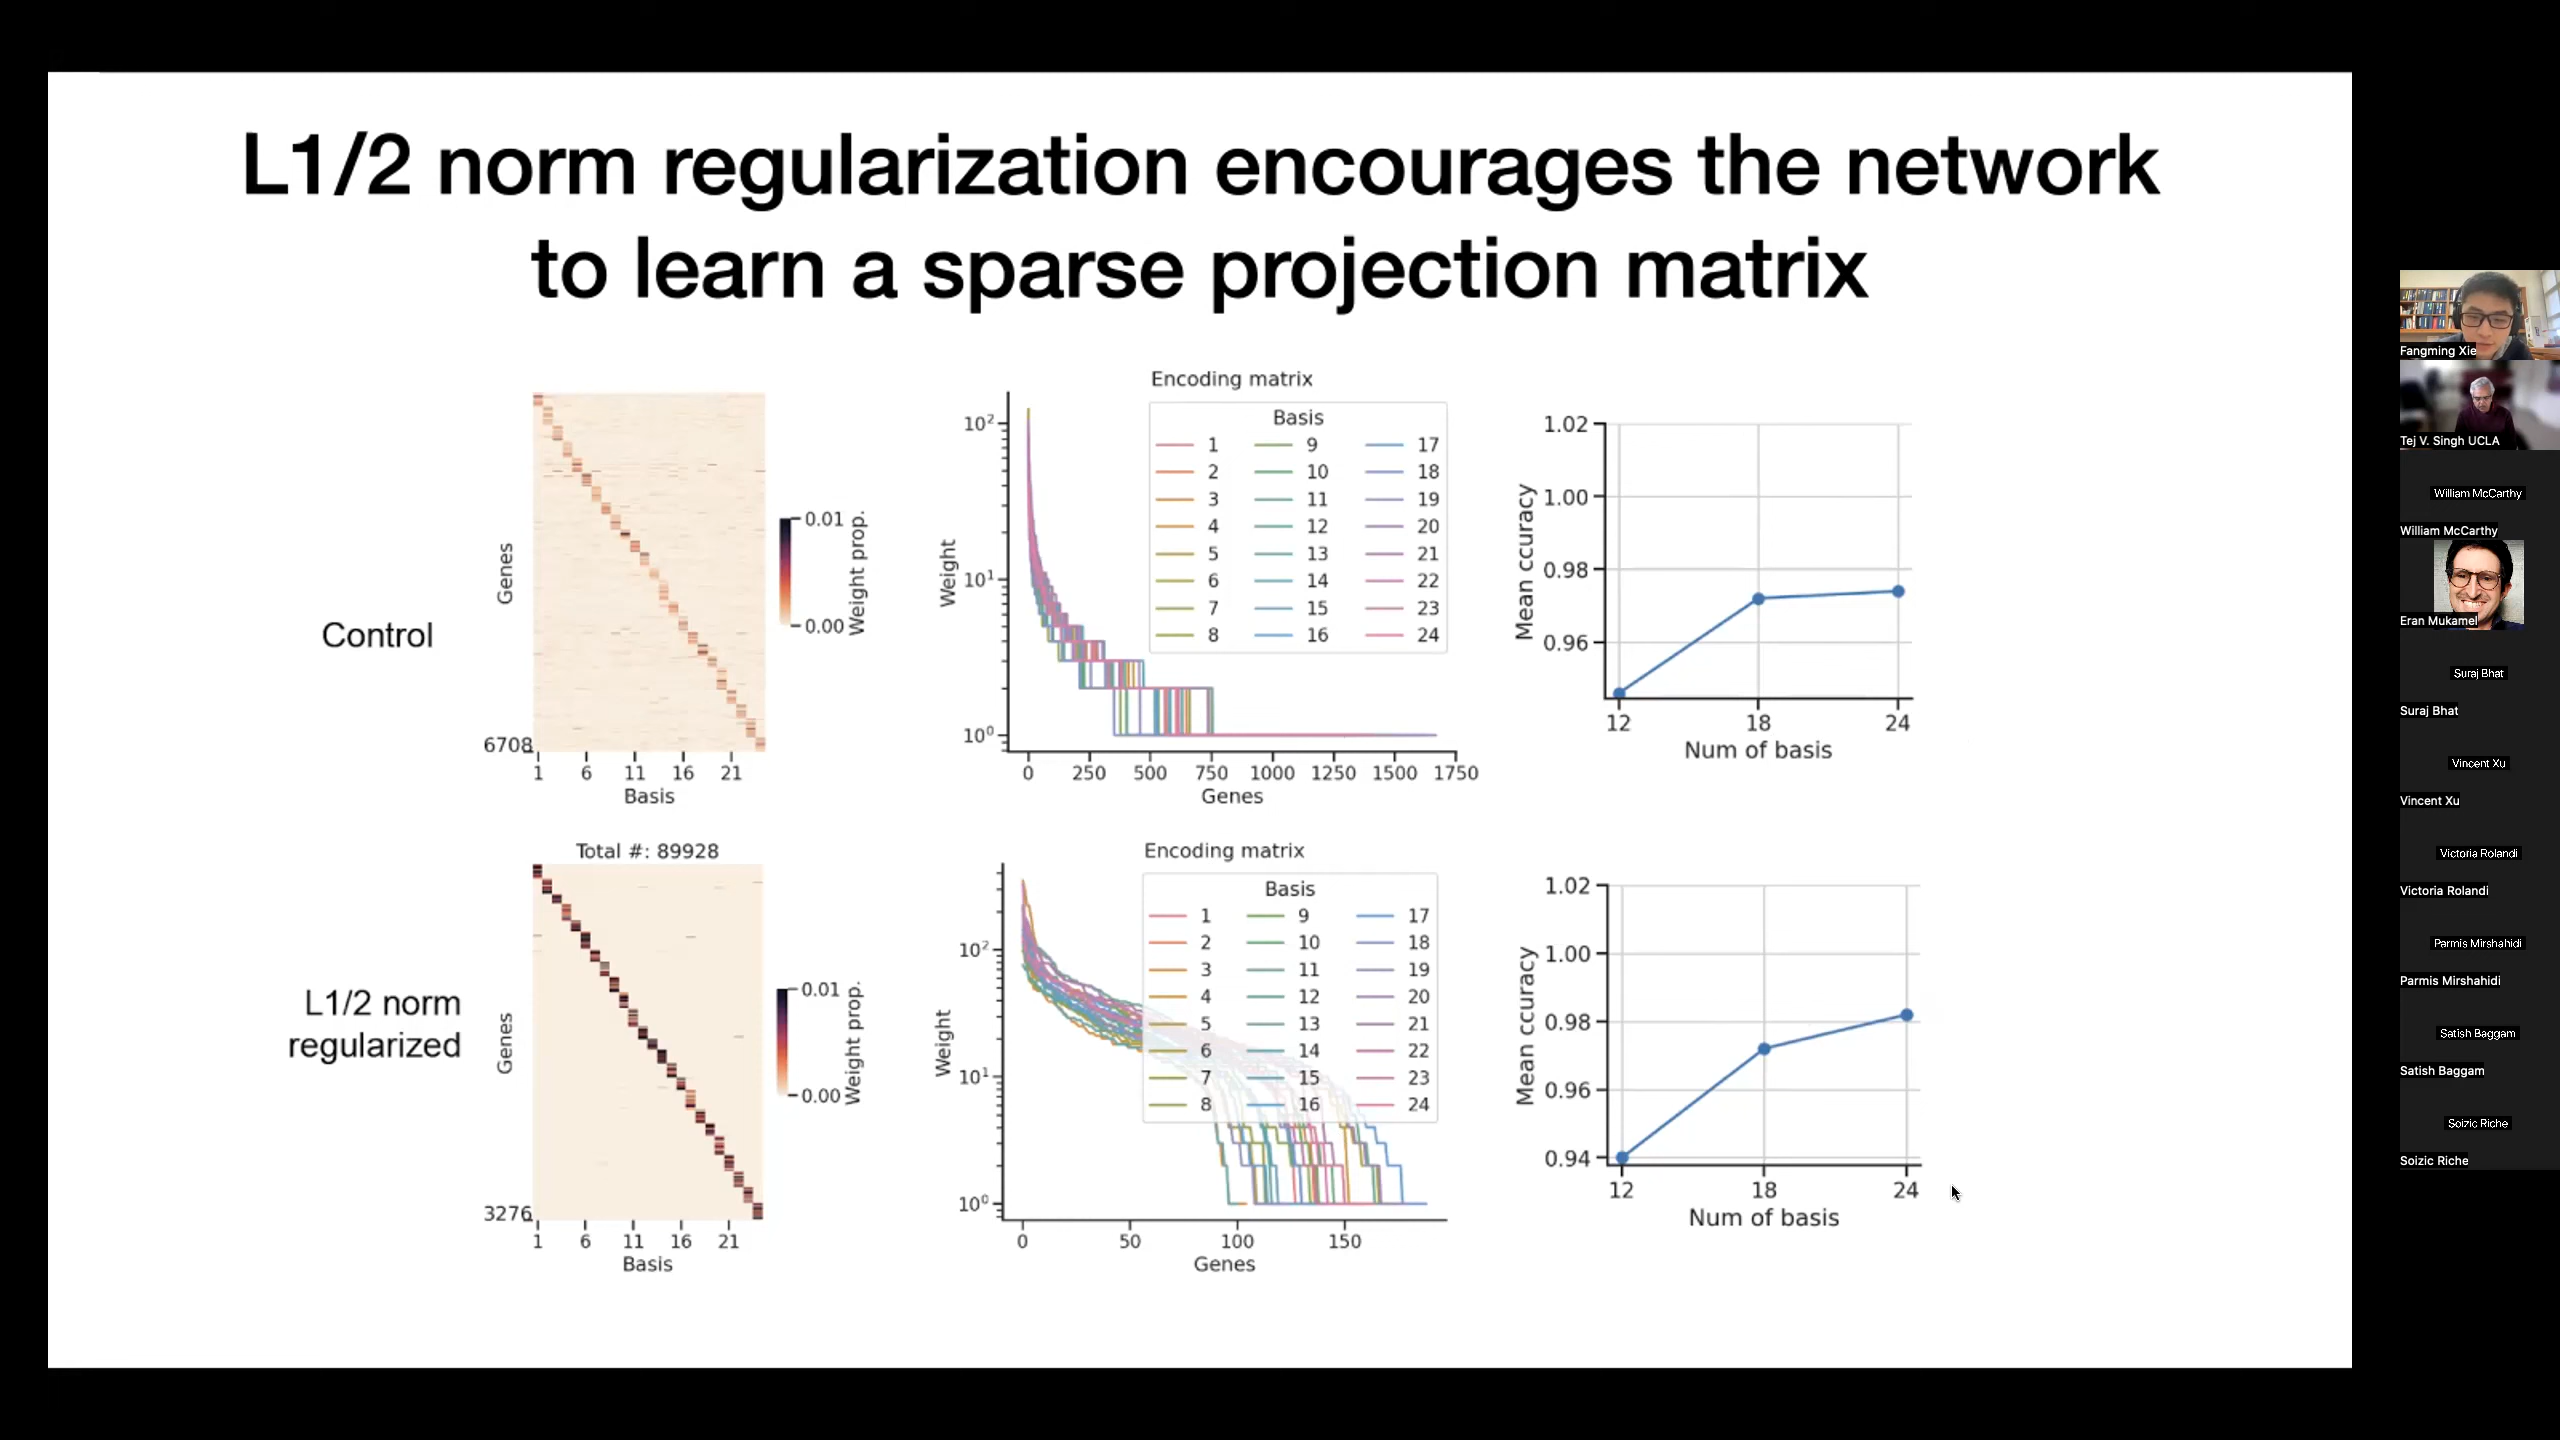 L1/2 norm regularization encourages the network
to learn a sparse projection matrix
Control
Genes
6708
1 6 11 16 21
Basis
0.01
0.00
Weight prop.
Encoding matrix
Basis
1 9 17
2 10 18
3 11 19
4 12 20
5 13 21
6 14 22
7 15 23
8 16 24
Weight
10²
10¹
10⁰
0 250 500 750 1000 1250 1500 1750
Genes
Mean ccuracy
1.02
1.00
0.98
0.96
12 18 24
Num of basis
L1/2 norm
regularized
Total #: 89928
Genes
3276
1 6 11 16 21
Basis
0.01
0.00
Weight prop.
Encoding matrix
Basis
1 9 17
2 10 18
3 11 19
4 12 20
5 13 21
6 14 22
7 15 23
8 16 24
Weight
10²
10¹
10⁰
0 50 100 150
Genes
Mean ccuracy
1.02
1.00
0.98
0.96
0.94
12 18 24
Num of basis
Fangming Xie
Tej V. Singh UCLA
William McCarthy
William McCarthy
Eran Mukamel
Suraj Bhat
Suraj Bhat
Vincent Xu
Vincent Xu
Victoria Rolandi
Victoria Rolandi
Parmis Mirshahidi
Parmis Mirshahidi
Satish Baggam
Satish Baggam
Soizic Riche
Soizic Riche